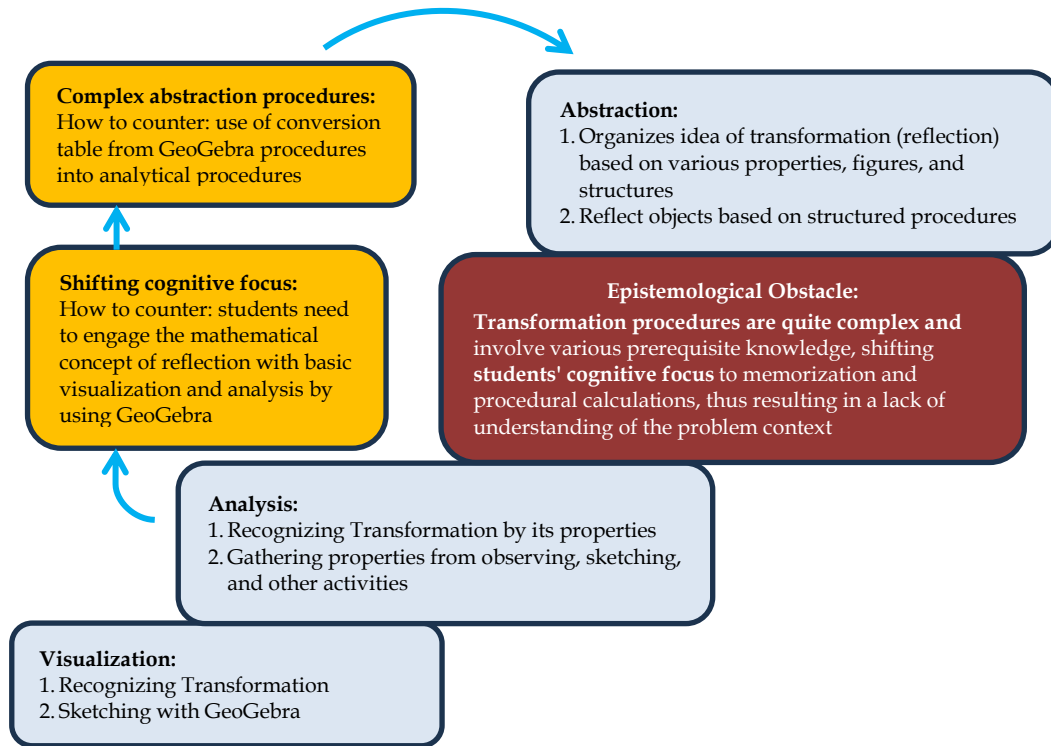 Complex abstraction procedures:
How to counter: use of conversion
table from GeoGebra procedures
into analytical procedures
Abstraction:
1. Organizes idea of transformation (reflection)
based on various properties, figures, and
structures
2. Reflect objects based on structured procedures
Shifting cognitive focus:
How to counter: students need
to engage the mathematical
concept of reflection with basic
visualization and analysis by
using GeoGebra
Epistemological Obstacle:
Transformation procedures are quite complex and
involve various prerequisite knowledge, shifting
students' cognitive focus to memorization and
procedural calculations, thus resulting in a lack of
understanding of the problem context
Analysis:
1. Recognizing Transformation by its properties
2. Gathering properties from observing, sketching,
and other activities
Visualization:
1. Recognizing Transformation
2. Sketching with GeoGebra